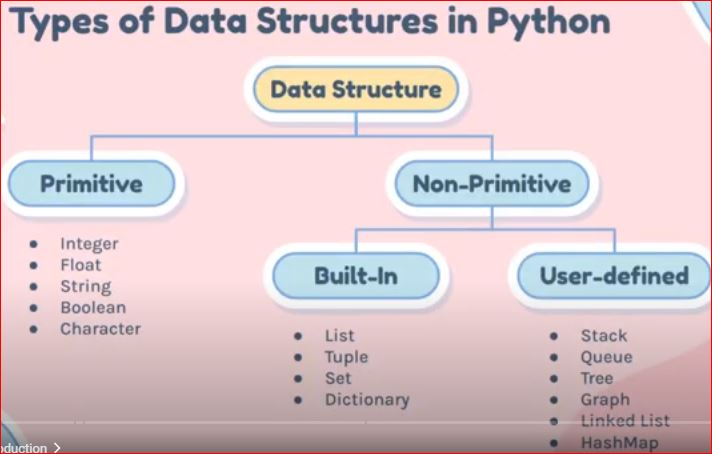 Types of Data Structures in Python
Data Structure
Primitive
Non-Primitive
Integer
Float
String
Boolean
Character
Built-In
User-defined
List
Tuple
Set
Dictionary
Stack
Queue
Tree
Graph
Linked List
HashMap
oduction >